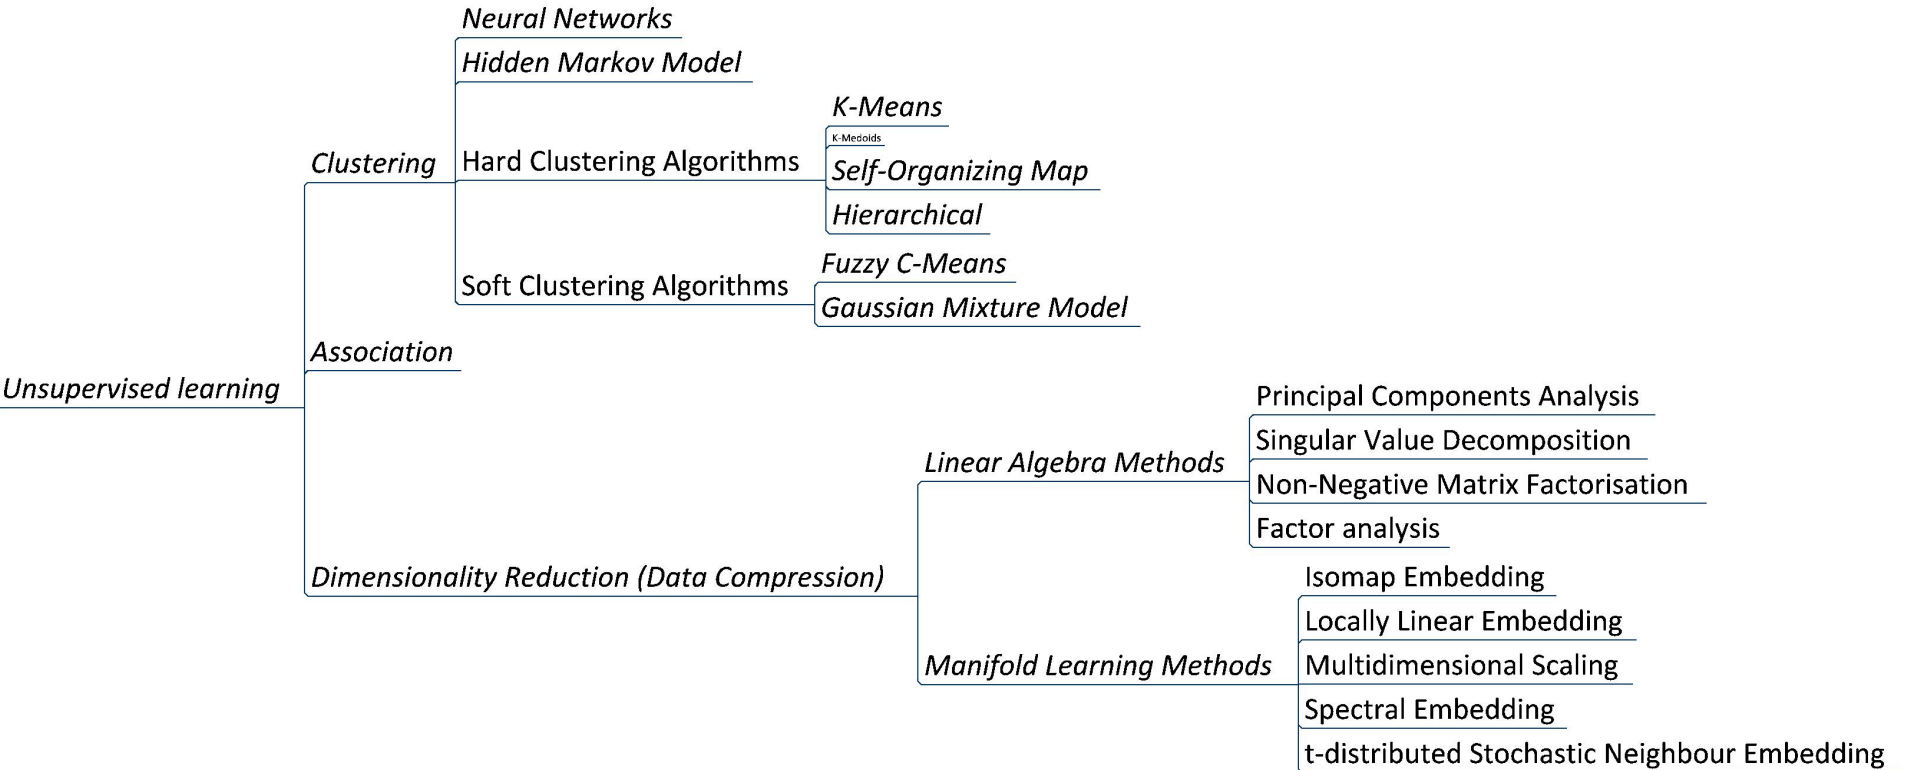 Neural Networks
Hidden Markov Model
K-Means
K-Medoids
Clustering
Hard Clustering Algorithms
Self-Organizing Map
Hierarchical
Fuzzy C-Means
Soft Clustering Algorithms
Gaussian Mixture Model
Association
Unsupervised learning
Principal Components Analysis
Singular Value Decomposition
Linear Algebra Methods
Non-Negative Matrix Factorisation
Factor analysis
Dimensionality Reduction (Data Compression)
Isomap Embedding
Locally Linear Embedding
Manifold Learning Methods
Multidimensional Scaling
Spectral Embedding
t-distributed Stochastic Neighbour Embedding